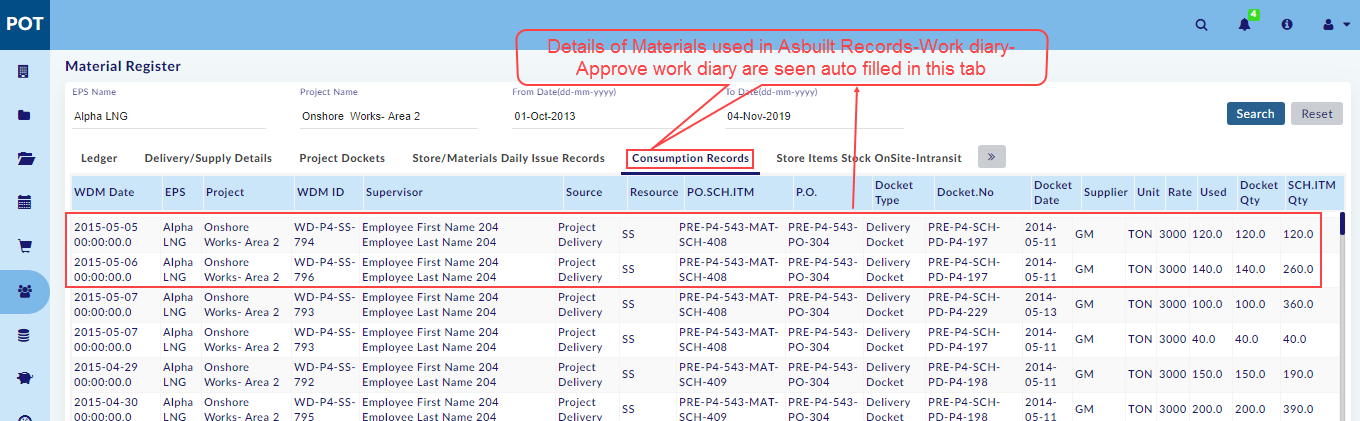 POT
4
Details of Materials used in Asbuilt Records-Work diary-
Approve work diary are seen auto filled in this tab
Material Register
EPS Name Project Name From Date(dd-mm-yyyy) To Date(dd-mm-yyyy)
Alpha LNG Onshore Works- Area 2 01-Oct-2013 04-Nov-2019 Search Reset
Ledger Delivery/Supply Details Project Dockets Store/Materials Daily Issue Records Consumption Records Store Items Stock OnSite-Intransit »
WDM Date EPS Project WDM ID Supervisor Source Resource PO.SCH.ITM P.O. Docket Type Docket.No Docket Date Supplier Unit Rate Used Docket Qty SCH.ITM Qty
2015-05-05 Alpha Onshore WD-P4-SS- Employee First Name 204 Project SS PRE-P4-543-MAT- PRE-P4-543- Delivery PRE-P4-SCH- 2014- GM TON 3000 120.0 120.0 120.0
00:00:00.0 LNG Works- Area 2 794 Employee Last Name 204 Delivery SCH-408 PO-304 Docket PD-P4-197 05-11
2015-05-06 Alpha Onshore WD-P4-SS- Employee First Name 204 Project SS PRE-P4-543-MAT- PRE-P4-543- Delivery PRE-P4-SCH- 2014- GM TON 3000 140.0 140.0 260.0
00:00:00.0 LNG Works- Area 2 796 Employee Last Name 204 Delivery SCH-408 PO-304 Docket PD-P4-197 05-11
2015-05-07 Alpha Onshore WD-P4-SS- Employee First Name 204 Project SS PRE-P4-543-MAT- PRE-P4-543- Delivery PRE-P4-SCH- 2014- GM TON 3000 100.0 100.0 360.0
00:00:00.0 LNG Works- Area 2 793 Employee Last Name 204 Delivery SCH-408 PO-304 Docket PD-P4-229 05-13
2015-05-07 Alpha Onshore WD-P4-SS- Employee First Name 204 Project SS PRE-P4-543-MAT- PRE-P4-543- Delivery PRE-P4-SCH- 2014- GM TON 3000 40.0 40.0 40.0
00:00:00.0 LNG Works- Area 2 793 Employee Last Name 204 Delivery SCH-408 PO-304 Docket PD-P4-197 05-11
2015-04-29 Alpha Onshore WD-P4-SS- Employee First Name 204 Project SS PRE-P4-543-MAT- PRE-P4-543- Delivery PRE-P4-SCH- 2014- GM TON 3000 150.0 150.0 190.0
00:00:00.0 LNG Works- Area 2 792 Employee Last Name 204 Delivery SCH-409 PO-304 Docket PD-P4-198 05-11
2015-04-30 Alpha Onshore WD-P4-SS- Employee First Name 204 Project SS PRE-P4-543-MAT- PRE-P4-543- Delivery PRE-P4-SCH- 2014- GM TON 3000 200.0 200.0 390.0
00:00:00.0 LNG Works- Area 2 795 Employee Last Name 204 Delivery SCH-409 PO-304 Docket PD-P4-198 05-11